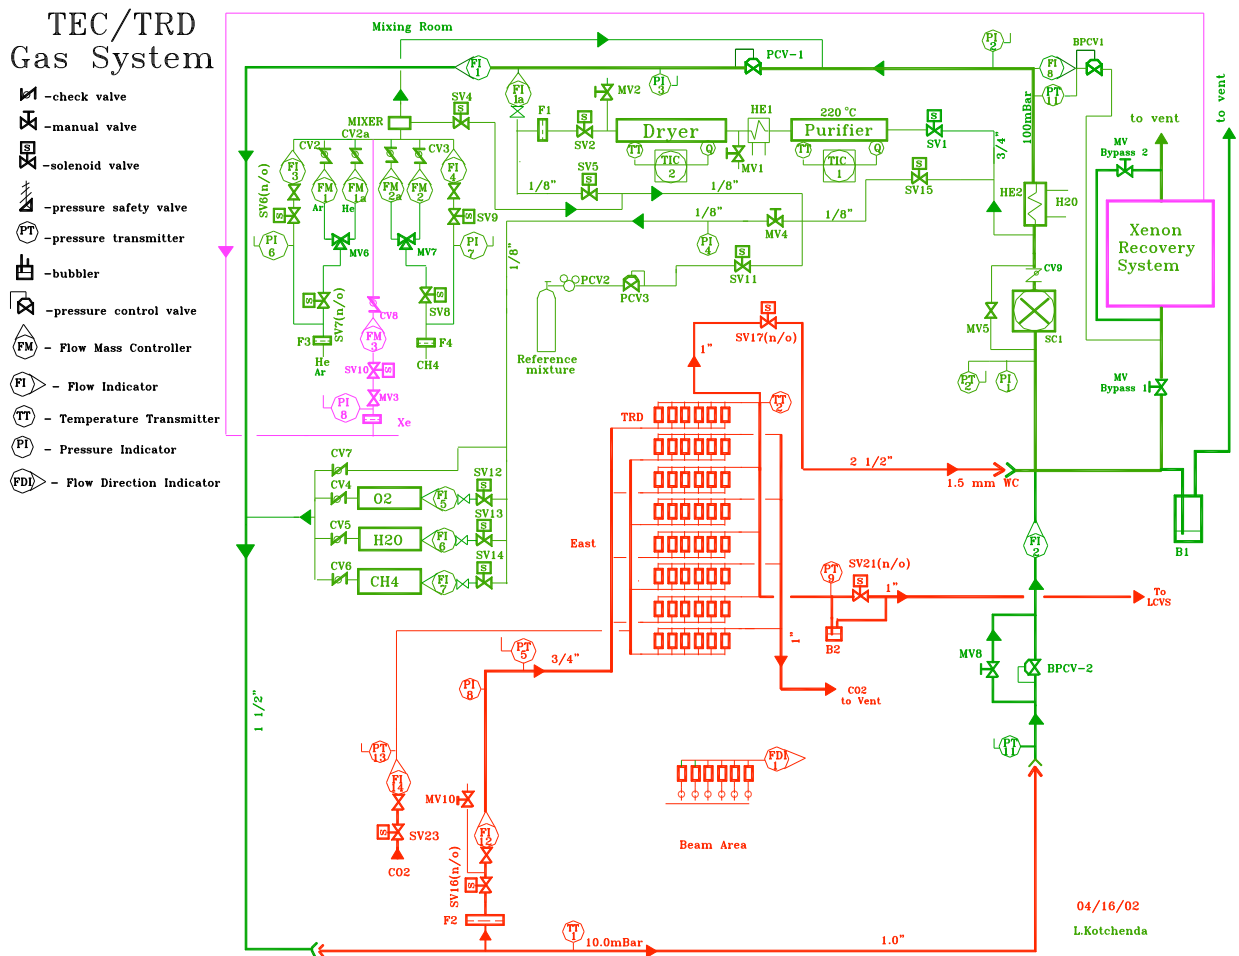 TEC/TRD
Gas System
-check valve
-manual valve
S
-solenoid valve
-pressure safety valve
PT
-pressure transmitter
-bubbler
-pressure control valve
FM
- Flow Mass Controller
FI
- Flow Indicator
TT
- Temperature Transmitter
PI
- Pressure Indicator
FDI
- Flow Direction Indicator
Mixing Room
FI
1
PCV-1
PI
2
FI
8
BPCV1
PT
11
100mBar
to vent
to vent
FI
1a
MV2
PI
3
SV4
S
MIXER
CV2a
CV2
CV3
F1
S
SV2
Dryer
TT
Q
TIC
2
HE1
MV1
220 °C
Purifier
TT
Q
TIC
1
S
SV1
3/4"
S
SV15
MV
Bypass 2
HE2
H20
FI
3
FM
1
FM
1a
FM
2a
FM
2
FI
4
Ar
He
SV6(n/o)
S
S
SV9
PI
6
PI
7
MV6
MV7
SV5
S
1/8"
1/8"
1/8"
1/8"
1/8"
PI
4
MV4
S
SV11
PCV2
PCV3
Reference
mixture
Xenon
Recovery
System
CV9
SC1
MV5
PT
2
PI
1
MV
Bypass 1
S
SV7(n/o)
S
SV8
CV8
FM
3
F3
F4
He
Ar
CH4
SV10
S
MV3
PI
8
Xe
S
SV17(n/o)
1"
TT
2
TRD
2 1/2"
1.5 mm WC
CV7
CV4
O2
FI
5
SV12
S
SV13
CV5
H2O
FI
6
S
SV14
CV6
CH4
FI
7
S
East
FI
2
B1
PT
9
SV21(n/o)
S
1"
B2
To
LCVS
1"
CO2
to Vent
PT
5
3/4"
PI
8
MV8
BPCV-2
PT
11
1 1/2"
PT
13
FI
14
S
SV23
CO2
MV10
FI
12
SV16(n/o)
S
F2
FDI
1
Beam Area
TT
1
10.0mBar
1.0"
04/16/02
L.Kotchenda